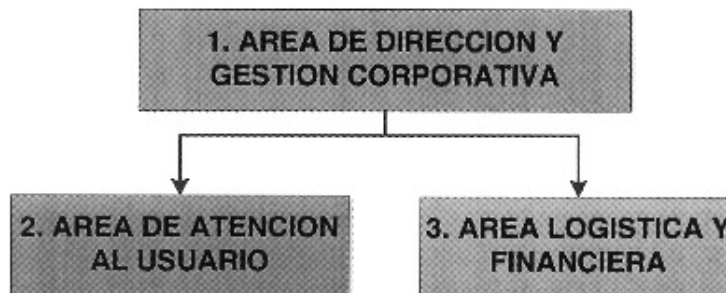 1. AREA DE DIRECCION Y
GESTION CORPORATIVA
2. AREA DE ATENCION
AL USUARIO
3. AREA LOGISTICA Y
FINANCIERA